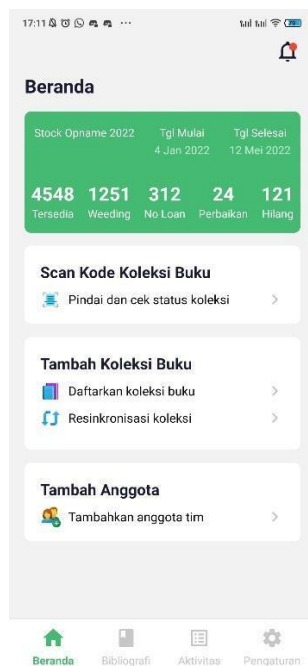 17:11
Beranda
Stock Opname 2022 Tgl Mulai Tgl Selesai
4 Jan 2022 12 Mei 2022
4548 1251 312 24 121
Tersedia Weeding No Loan Perbaikan Hilang
Scan Kode Koleksi Buku
Pindai dan cek status koleksi
Tambah Koleksi Buku
Daftarkan koleksi buku
Resinkronisasi koleksi
Tambah Anggota
Tambahkan anggota tim
Beranda Bibliografi Aktivitas Pengaturan